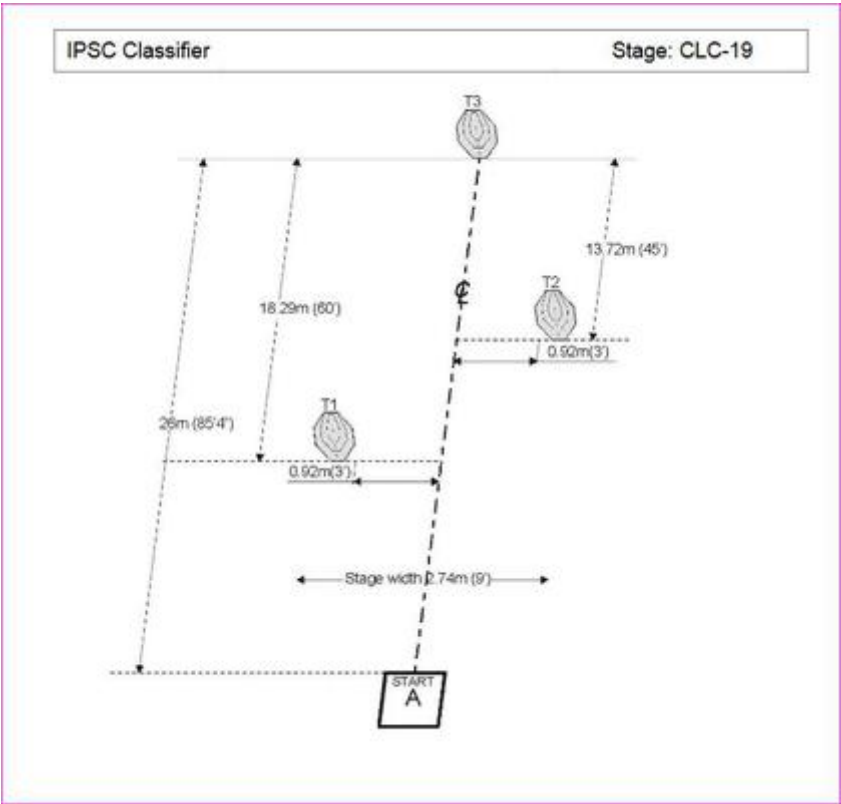 IPSC Classifier Stage: CLC-19
T3
13.72m (45')
T2
18.29m (60')
0.92m(3')
T1
26m (85'4")
0.92m(3')
Stage width 2.74m (9')
START
A